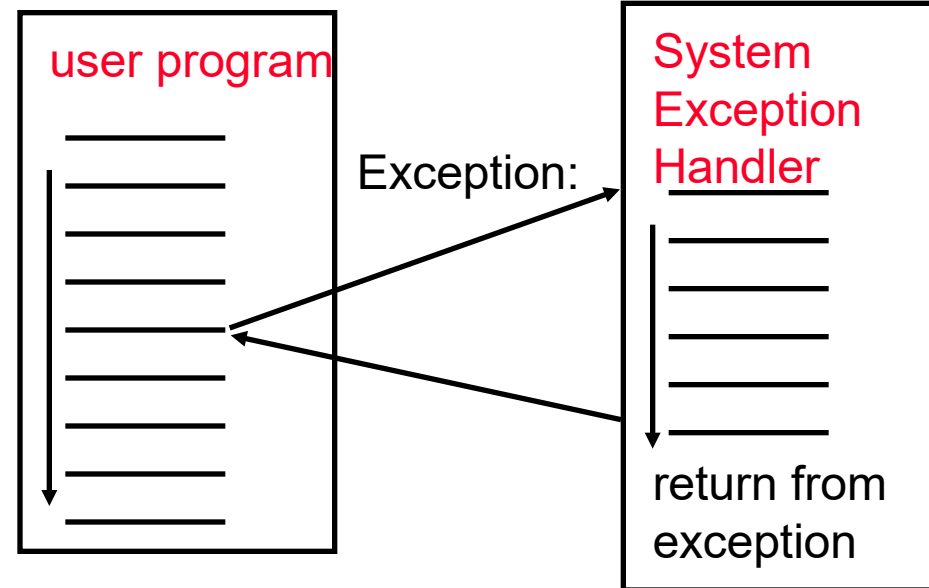 user program
Exception:
System
Exception
Handler
return from
exception